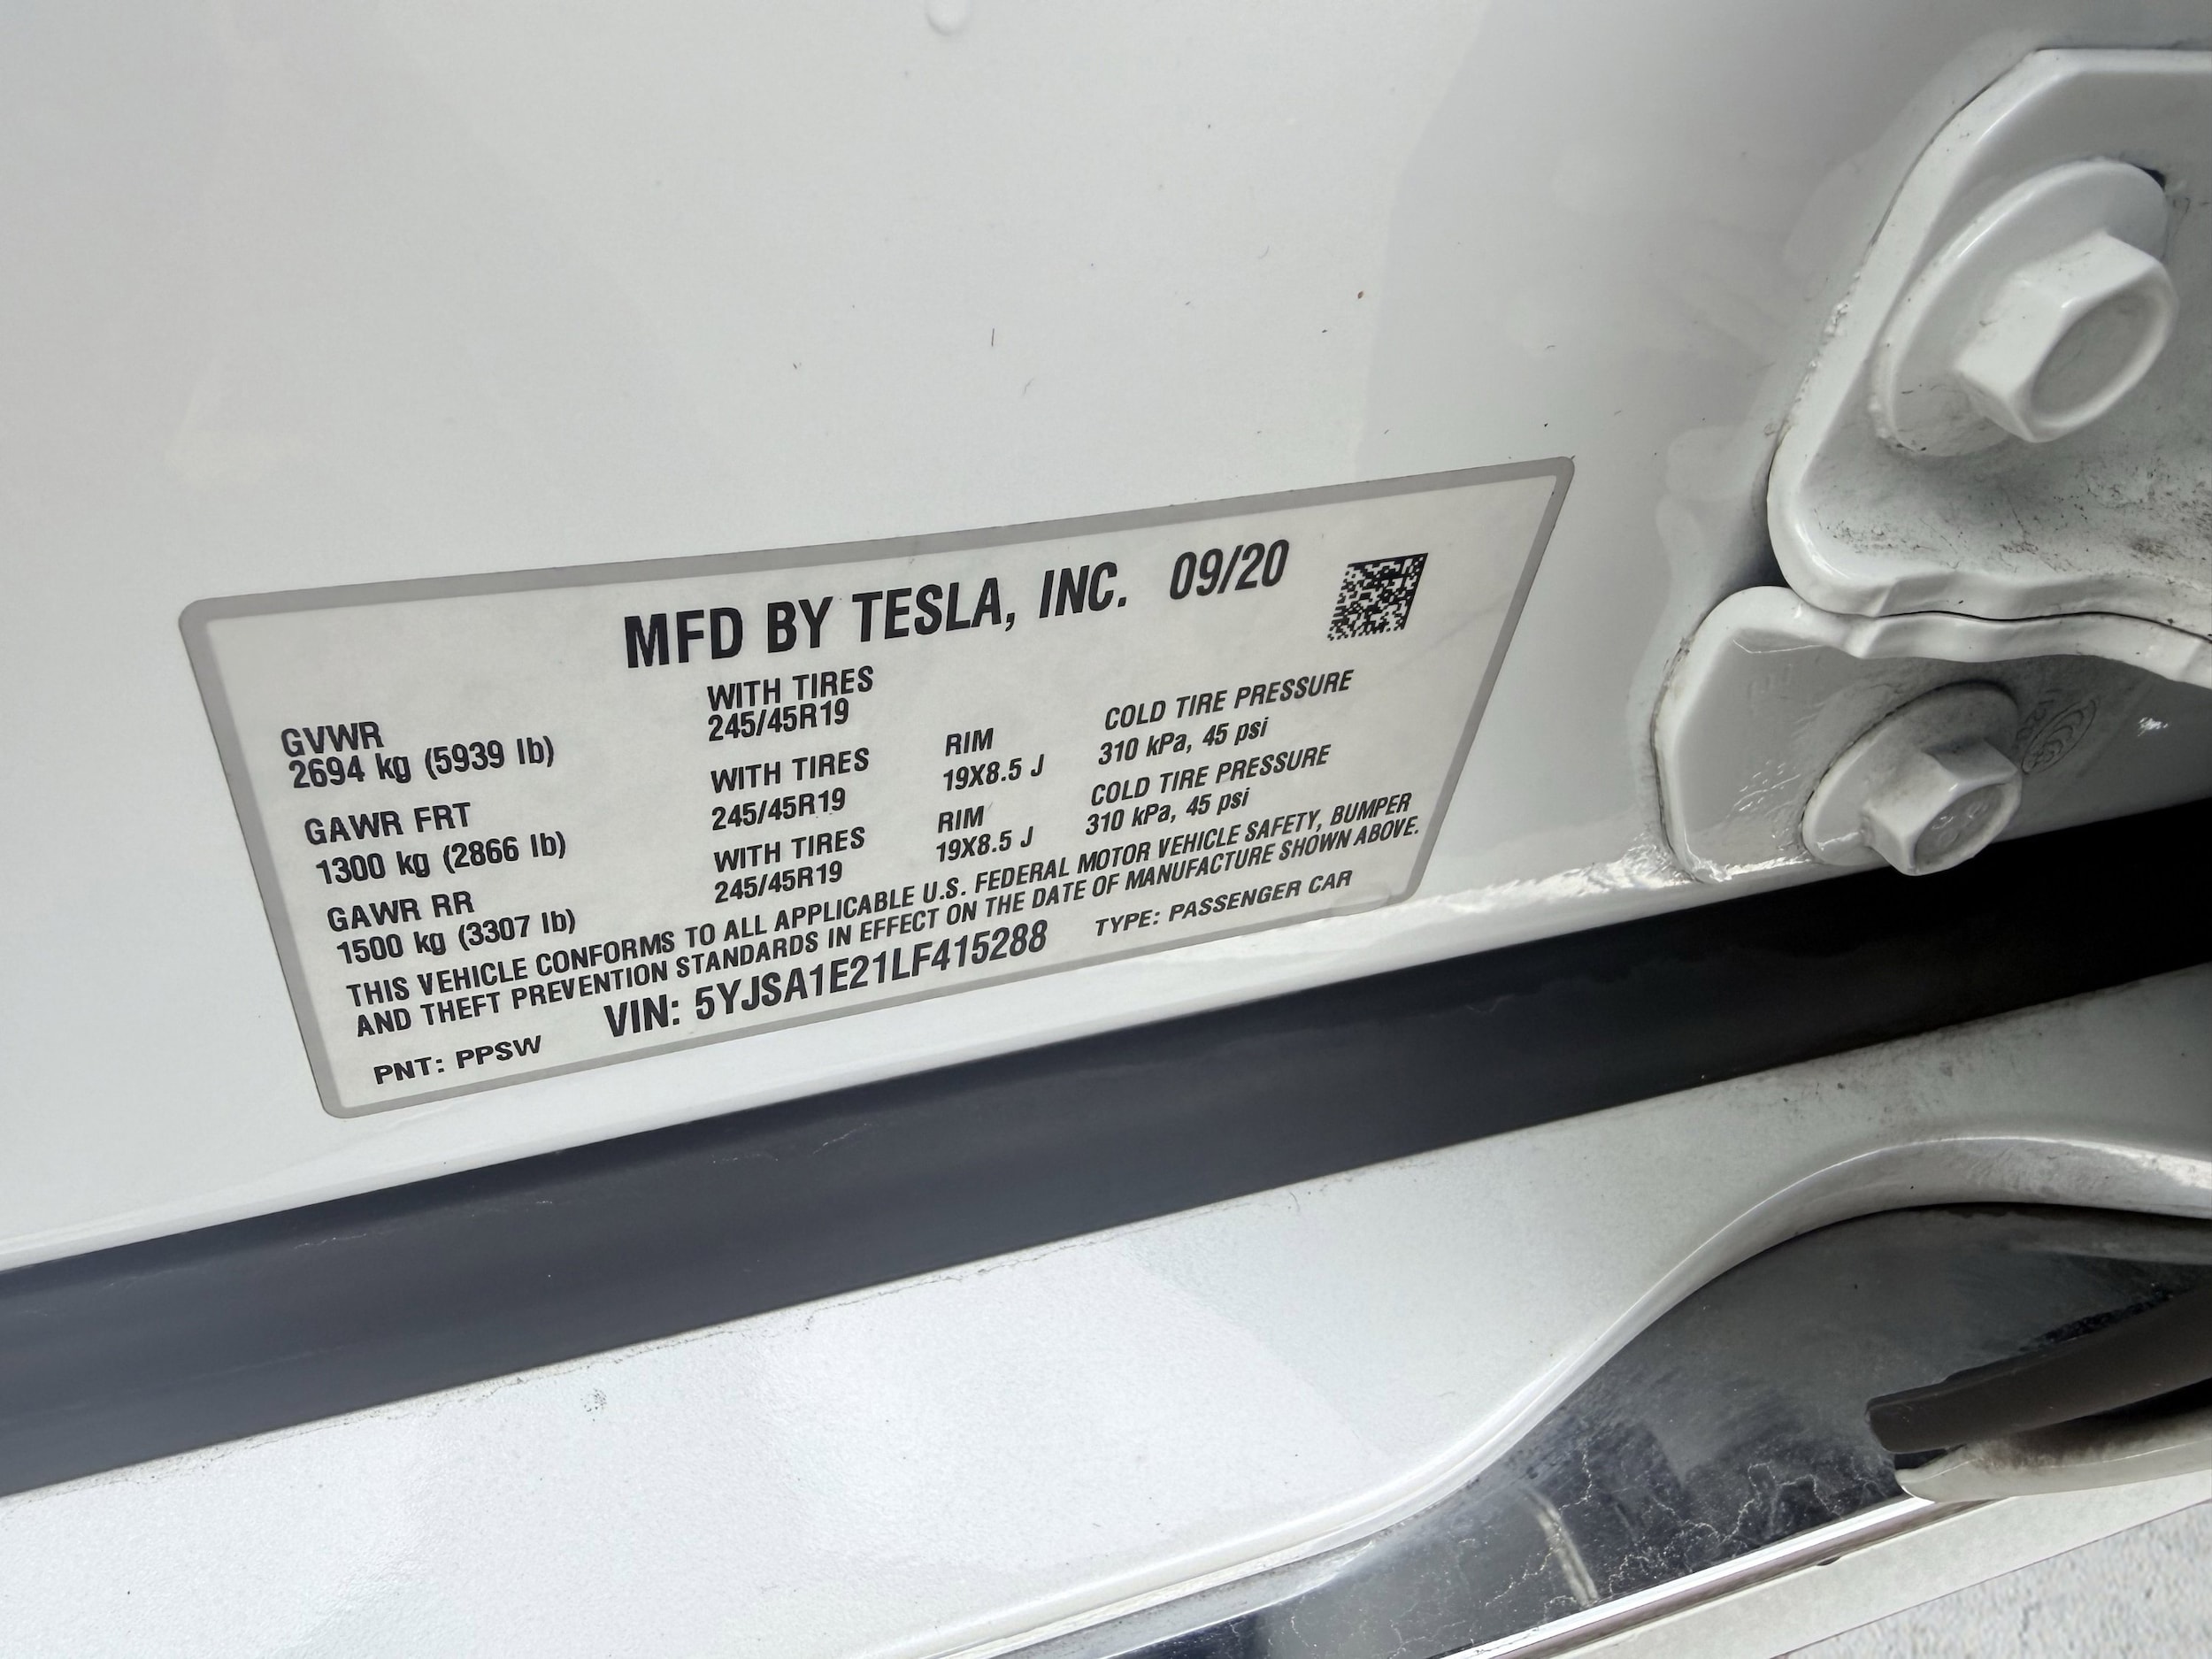 MFD BY TESLA, INC. 09/20
GVWR
2694 kg (5939 lb)
WITH TIRES
245/45R19
GAWR FRT
1300 kg (2866 lb)
WITH TIRES
245/45R19
RIM
19X8.5 J
COLD TIRE PRESSURE
310 kPa, 45 psi
GAWR RR
1500 kg (3307 lb)
WITH TIRES
245/45R19
RIM
19X8.5 J
COLD TIRE PRESSURE
310 kPa, 45 psi
THIS VEHICLE CONFORMS TO ALL APPLICABLE U.S. FEDERAL MOTOR VEHICLE SAFETY, BUMPER
AND THEFT PREVENTION STANDARDS IN EFFECT ON THE DATE OF MANUFACTURE SHOWN ABOVE.
PNT: PPSW VIN: 5YJSA1E21LF415288 TYPE: PASSENGER CAR